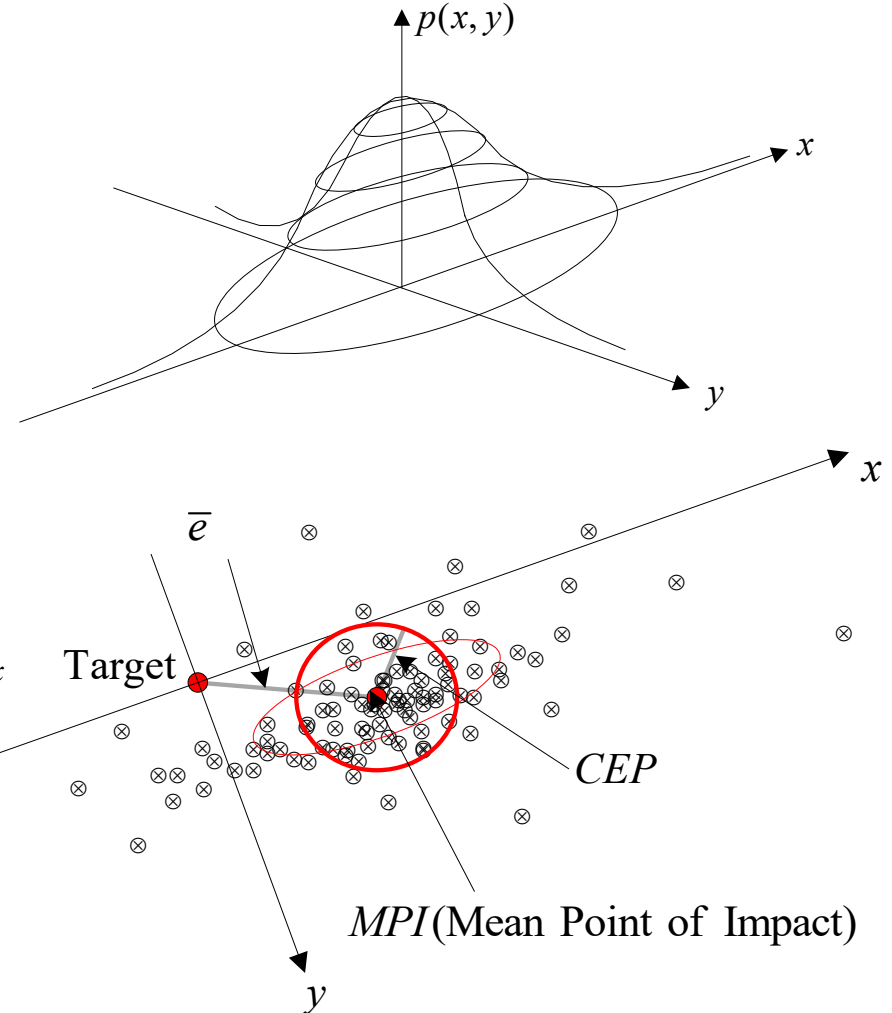 p(x, y)
x
y
x
e̅
Target
CEP
MPI(Mean Point of Impact)
y